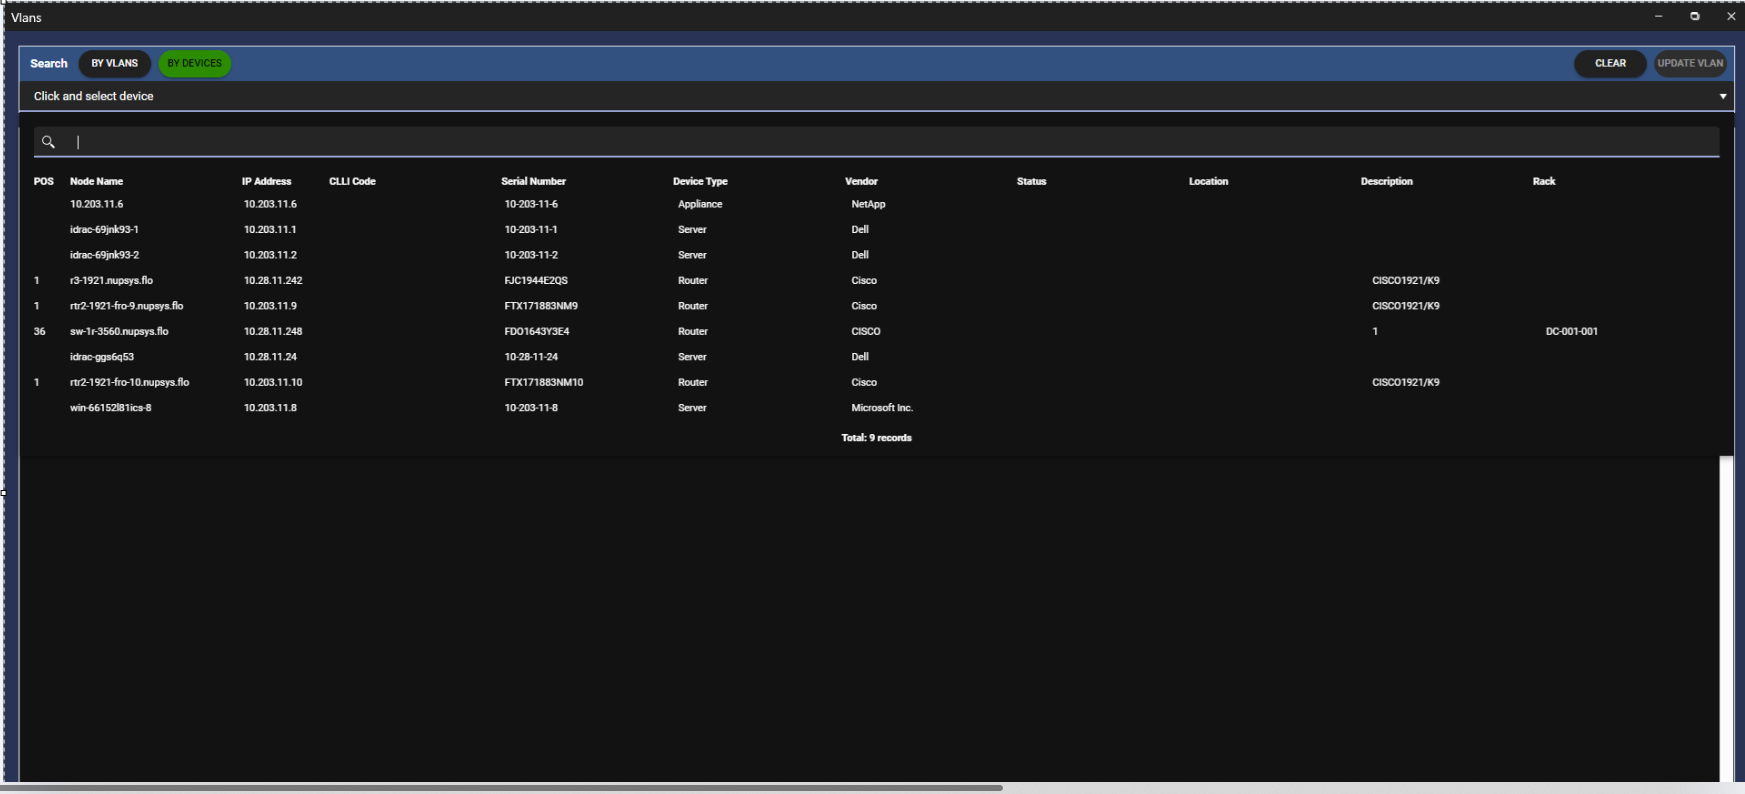 Vlans
Search BY VLANS BY DEVICES CLEAR UPDATE VLAN
Click and select device
POS Node Name IP Address CLLI Code Serial Number Device Type Vendor Status Location Description Rack
10.203.11.6 10.203.11.6 10-203-11-6 Appliance NetApp
idrac-69jnk93-1 10.203.11.1 10-203-11-1 Server Dell
idrac-69jnk93-2 10.203.11.2 10-203-11-2 Server Dell
1 r3-1921.nupsys.flo 10.28.11.242 FJC1944E2QS Router Cisco CISCO1921/K9
1 rtr2-1921-fro-9.nupsys.flo 10.203.11.9 FTX171883NM9 Router Cisco CISCO1921/K9
36 sw-1r-3560.nupsys.flo 10.28.11.248 FDO1643Y3E4 Router CISCO 1 DC-001-001
idrac-ggs6q53 10.28.11.24 10-28-11-24 Server Dell
1 rtr2-1921-fro-10.nupsys.flo 10.203.11.10 FTX171883NM10 Router Cisco CISCO1921/K9
win-66152l81ics-8 10.203.11.8 10-203-11-8 Server Microsoft Inc.
Total: 9 records